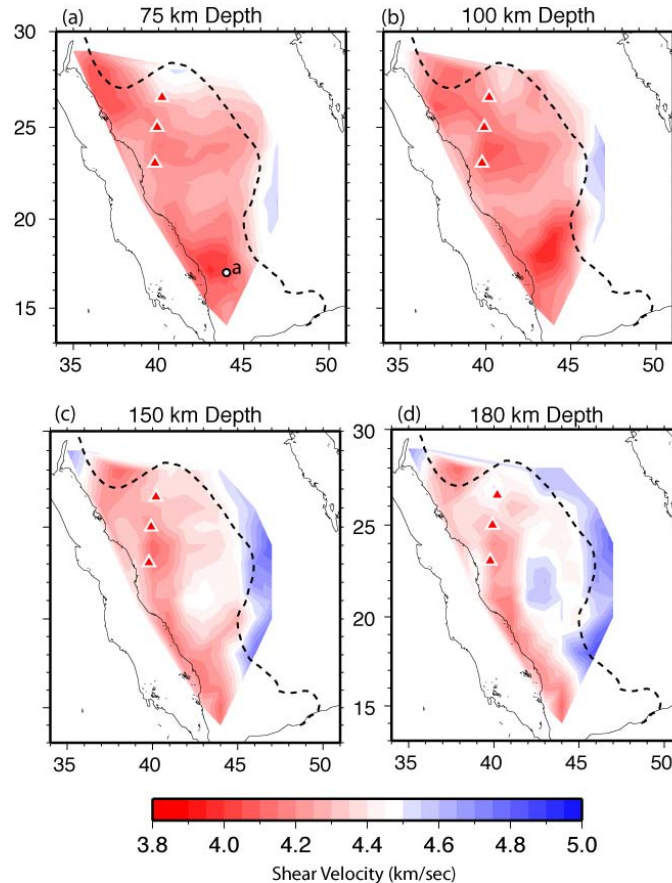 (a) 75 km Depth
(b) 100 km Depth
30
25
20
15
a
35 40 45 50
35 40 45 50
(c) 150 km Depth
(d) 180 km Depth
30
25
20
15
35 40 45 50
35 40 45 50
3.8 4.0 4.2 4.4 4.6 4.8 5.0
Shear Velocity (km/sec)